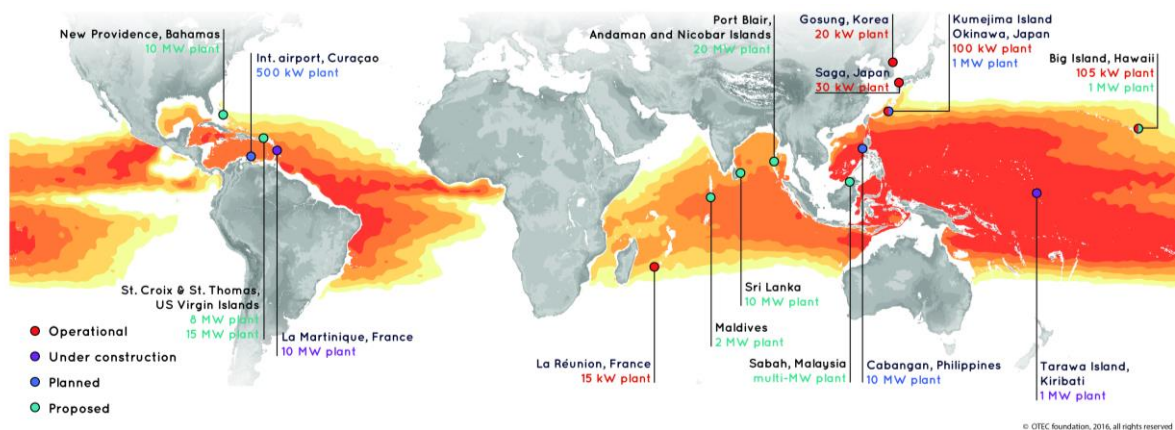 New Providence, Bahamas
10 MW plant
Int. airport, Curaçao
500 kW plant
Port Blair,
Andaman and Nicobar Islands
20 MW plant
Gosung, Korea
20 kW plant
Saga, Japan
30 kW plant
Kumejima Island
Okinawa, Japan
100 kW plant
1 MW plant
Big Island, Hawaii
105 kW plant
1 MW plant
St. Croix & St. Thomas,
US Virgin Islands
8 MW plant
15 MW plant
La Martinique, France
10 MW plant
La Réunion, France
15 kW plant
Maldives
2 MW plant
Sri Lanka
10 MW plant
Sabah, Malaysia
multi-MW plant
Cabangan, Philippines
10 MW plant
Tarawa Island,
Kiribati
1 MW plant
Operational
Under construction
Planned
Proposed
© OTEC foundation, 2016, all rights reserved